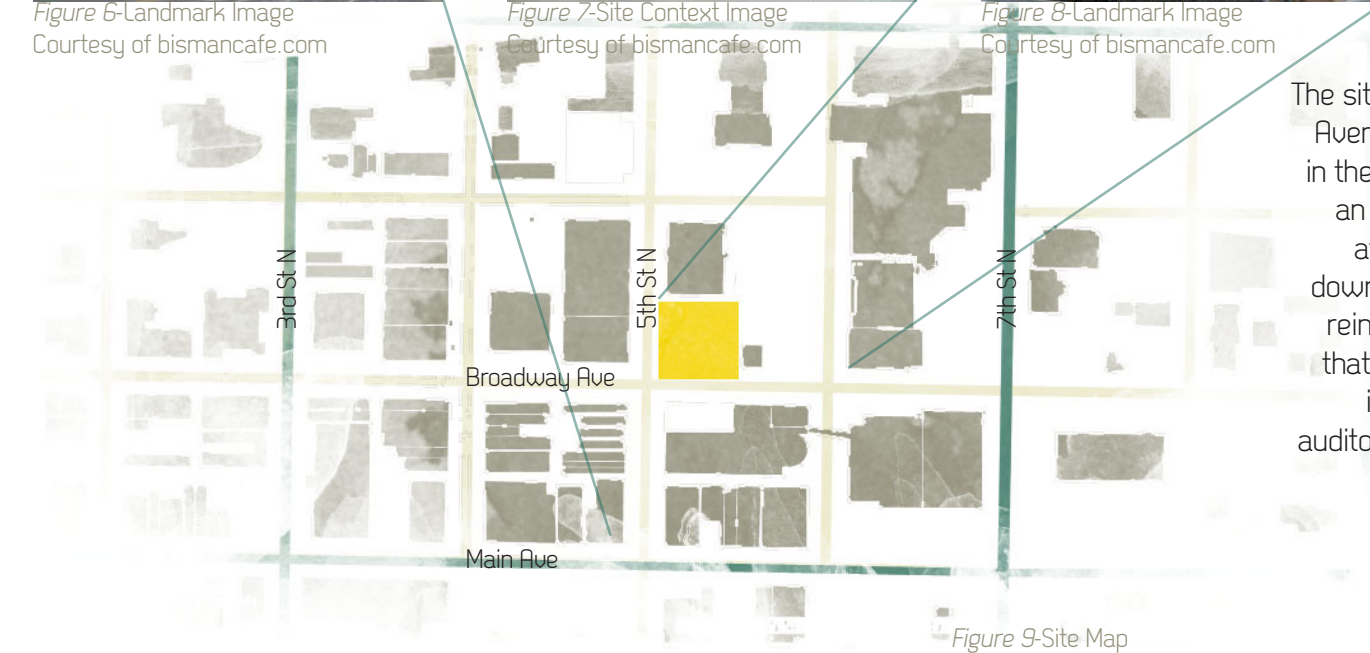 Figure 6-Landmark Image
Courtesy of bismancafe.com
Figure 7-Site Context Image
Courtesy of bismancafe.com
Figure 8-Landmark Image
Courtesy of bismancafe.com
The sit
Aven
in the
an
a
down
rein
that
i
audito
3rd St N
5th St N
7th St N
Broadway Ave
Main Ave
Figure 9-Site Map